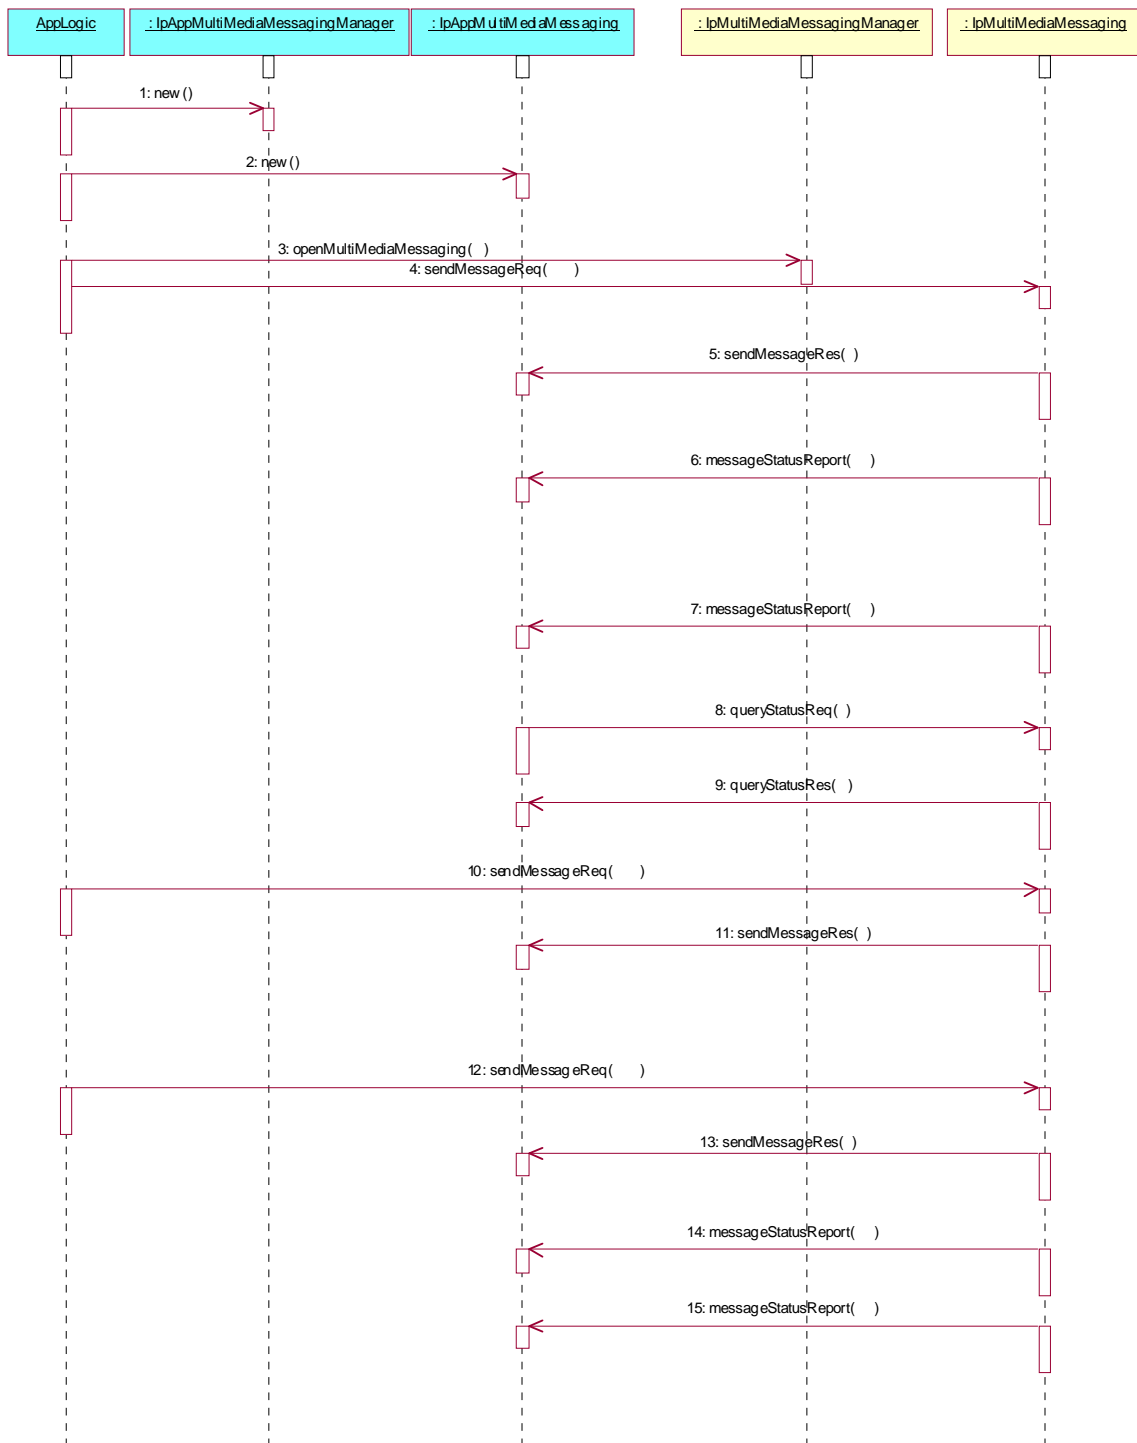 AppLogic
: IpAppMultiMediaMessagingManager
: IpAppMultiMediaMessaging
: IpMultiMediaMessagingManager
: IpMultiMediaMessaging
1: new ()
2: new ()
3: openMultiMediaMessaging( )
4: sendMessageReq( )
5: sendMessageRes( )
6: messageStatusReport( )
7: messageStatusReport( )
8: queryStatusReq( )
9: queryStatusRes( )
10: sendMessageReq( )
11: sendMessageRes( )
12: sendMessageReq( )
13: sendMessageRes( )
14: messageStatusReport( )
15: messageStatusReport( )